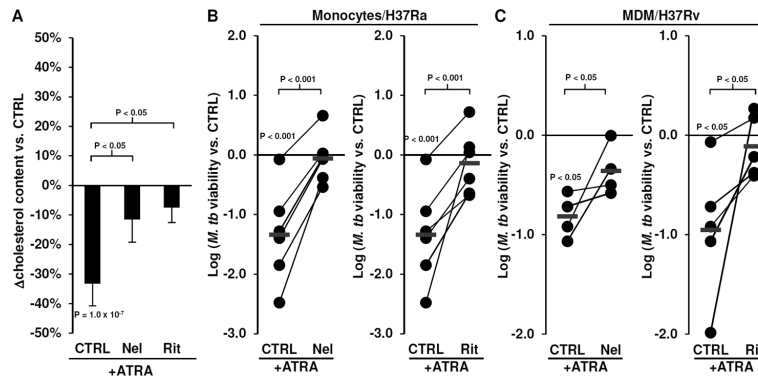 A
B
C
Monocytes/H37Ra
MDM/H37Rv
Δcholesterol content vs. CTRL
50%
40%
30%
20%
10%
0%
-10%
-20%
-30%
-40%
-50%
P < 0.05
P < 0.05
P = 1.0 x 10-7
CTRL Nel Rit
+ATRA
Log (M. tb viability vs. CTRL)
2.0
1.0
0.0
-1.0
-2.0
-3.0
P < 0.001
P < 0.001
CTRL Nel
+ATRA
Log (M. tb viability vs. CTRL)
2.0
1.0
0.0
-1.0
-2.0
-3.0
P < 0.001
P < 0.001
CTRL Rit
+ATRA
Log (M. tb viability vs. CTRL)
1.0
0.0
-1.0
-2.0
P < 0.05
P < 0.05
CTRL Nel
+ATRA
Log (M. tb viability vs. CTRL)
1.0
0.0
-1.0
-2.0
P < 0.05
P < 0.05
CTRL Rit
+ATRA